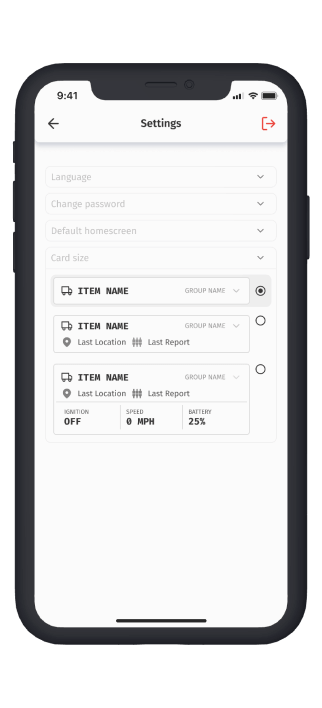 9:41
Settings
Language
Change password
Default homescreen
Card size
ITEM NAME GROUP NAME
ITEM NAME GROUP NAME
Last Location Last Report
ITEM NAME GROUP NAME
Last Location Last Report
IGNITION SPEED BATTERY
OFF 0 MPH 25%